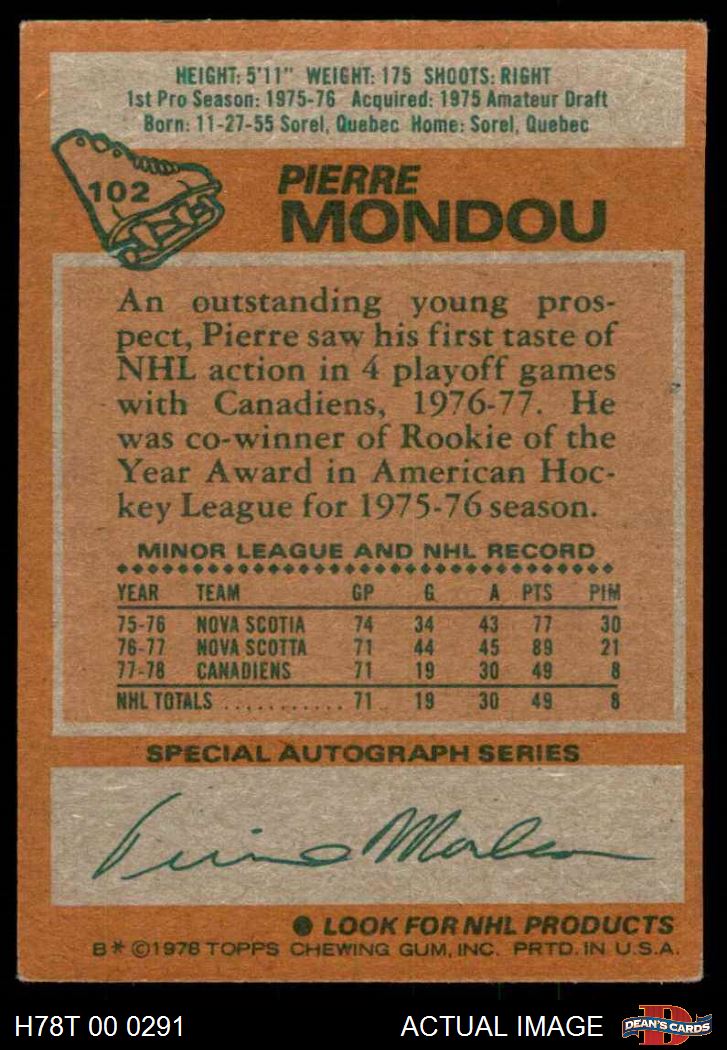 HEIGHT: 5'11" WEIGHT: 175 SHOOTS: RIGHT
1st Pro Season: 1975-76 Acquired: 1975 Amateur Draft
Born: 11-27-55 Sorel, Quebec Home: Sorel, Quebec
102
PIERRE
MONDOU
An outstanding young pros-
pect, Pierre saw his first taste of
NHL action in 4 playoff games
with Canadiens, 1976-77. He
was co-winner of Rookie of the
Year Award in American Hoc-
key League for 1975-76 season.
MINOR LEAGUE AND NHL RECORD
YEAR TEAM GP G A PTS PIM
75-76 NOVA SCOTIA 74 34 43 77 30
76-77 NOVA SCOTTA 71 44 45 89 21
77-78 CANADIENS 71 19 30 49 8
NHL TOTALS ........... 71 19 30 49 8
SPECIAL AUTOGRAPH SERIES
Pierre Mondou
● LOOK FOR NHL PRODUCTS
B* ©1978 TOPPS CHEWING GUM, INC. PRTD. IN U.S.A.
H78T 00 0291 ACTUAL IMAGE
DEAN'S CARDS